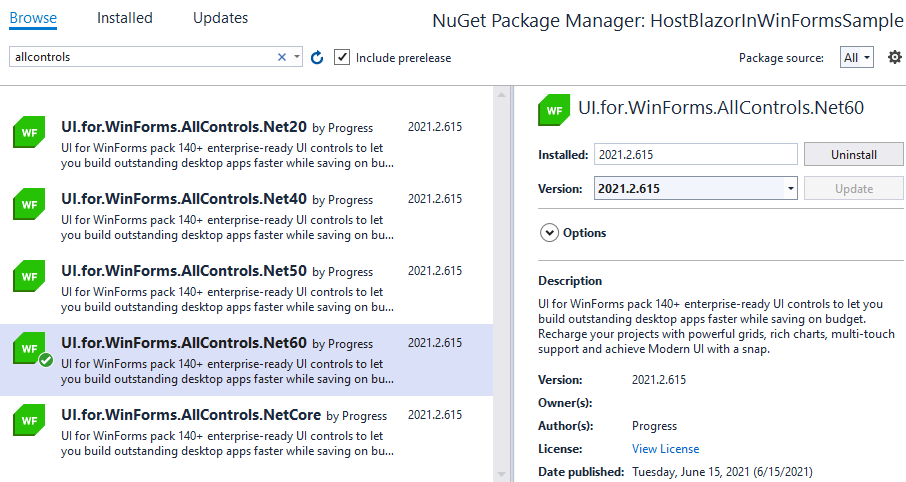 Browse Installed Updates NuGet Package Manager: HostBlazorInWinFormsSample
allcontrols Include prerelease Package source: All
WF UI.for.WinForms.AllControls.Net20 by Progress 2021.2.615
UI for WinForms pack 140+ enterprise-ready UI controls to let
you build outstanding desktop apps faster while saving on bu...
WF UI.for.WinForms.AllControls.Net40 by Progress 2021.2.615
UI for WinForms pack 140+ enterprise-ready UI controls to let
you build outstanding desktop apps faster while saving on bu...
WF UI.for.WinForms.AllControls.Net50 by Progress 2021.2.615
UI for WinForms pack 140+ enterprise-ready UI controls to let
you build outstanding desktop apps faster while saving on bu...
WF UI.for.WinForms.AllControls.Net60 by Progress 2021.2.615
UI for WinForms pack 140+ enterprise-ready UI controls to let
you build outstanding desktop apps faster while saving on bu...
WF UI.for.WinForms.AllControls.NetCore by Progress 2021.2.615
UI for WinForms pack 140+ enterprise-ready UI controls to let
you build outstanding desktop apps faster while saving on bu...
WF UI.for.WinForms.AllControls.Net60
Installed: 2021.2.615 Uninstall
Version: 2021.2.615 Update
Options
Description
UI for WinForms pack 140+ enterprise-ready UI controls to let you
build outstanding desktop apps faster while saving on budget.
Recharge your projects with powerful grids, rich charts, multi-touch
support and achieve Modern UI with a snap.
Version: 2021.2.615
Owner(s):
Author(s): Progress
License: View License
Date published: Tuesday, June 15, 2021 (6/15/2021)